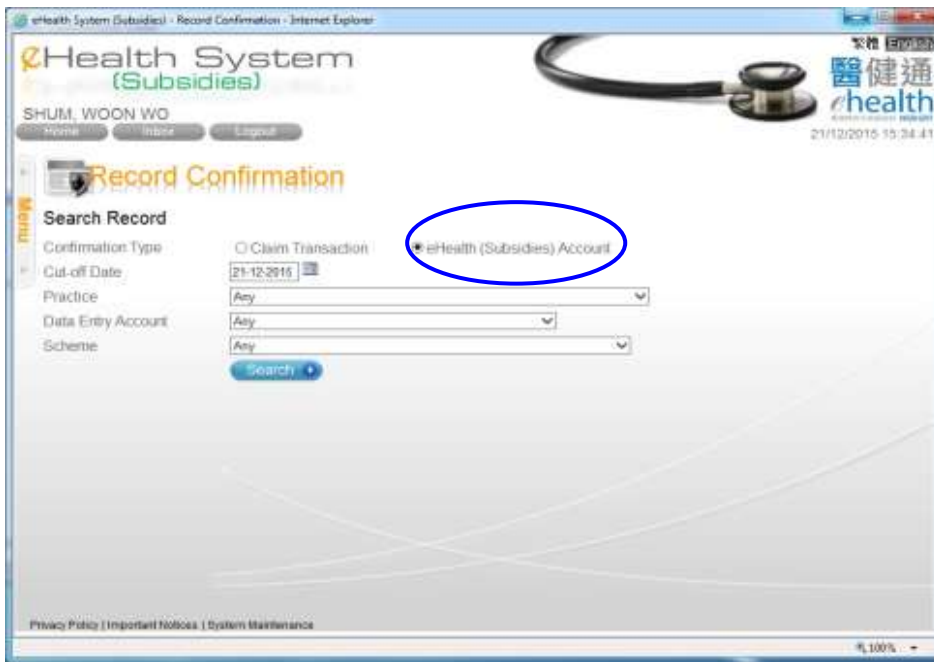 eHealth System (Subsidies) - Record Confirmation - Internet Explorer
eHealth System
(Subsidies)
繁體 English
醫健通
ehealth
SHUM, WOON WO
Home Inbox Logout
21/12/2015 15:34:41
Record Confirmation
Menu
Search Record
Confirmation Type Claim Transaction eHealth (Subsidies) Account
Cut-off Date 21-12-2015
Practice Any
Data Entry Account Any
Scheme Any
Search
Privacy Policy | Important Notices | System Maintenance
100%